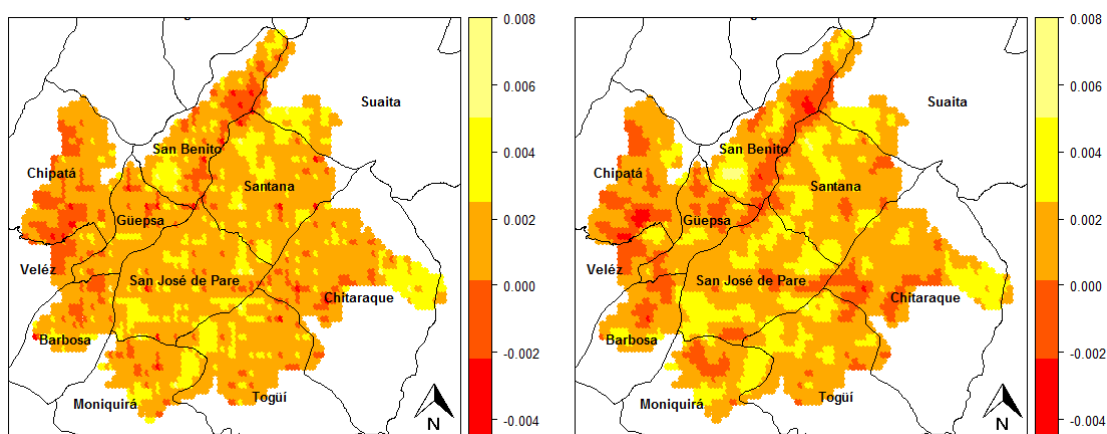 0.008
0.006
Suaita
San Benito
0.004
Chipatá
Santana
0.002
Güepsa
Veléz
San José de Pare
0.000
Chitaraque
Barbosa
-0.002
Moniquirá
Togüí
N
-0.004
0.008
0.006
Suaita
San Benito
0.004
Chipatá
Santana
0.002
Güepsa
Veléz
San José de Pare
0.000
Chitaraque
Barbosa
-0.002
Moniquirá
Togüí
N
-0.004